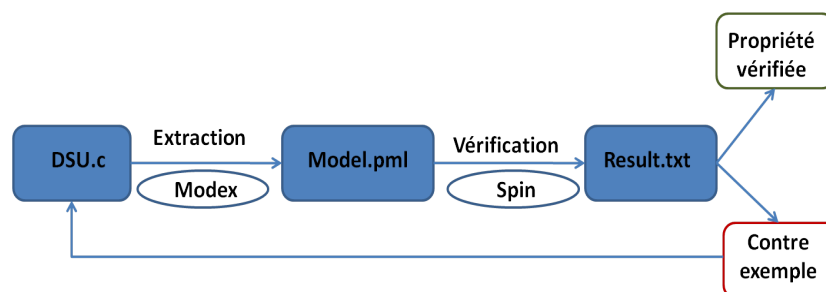 Propriété
vérifiée
Extraction
Vérification
DSU.c
Model.pml
Result.txt
Modex
Spin
Contre
exemple